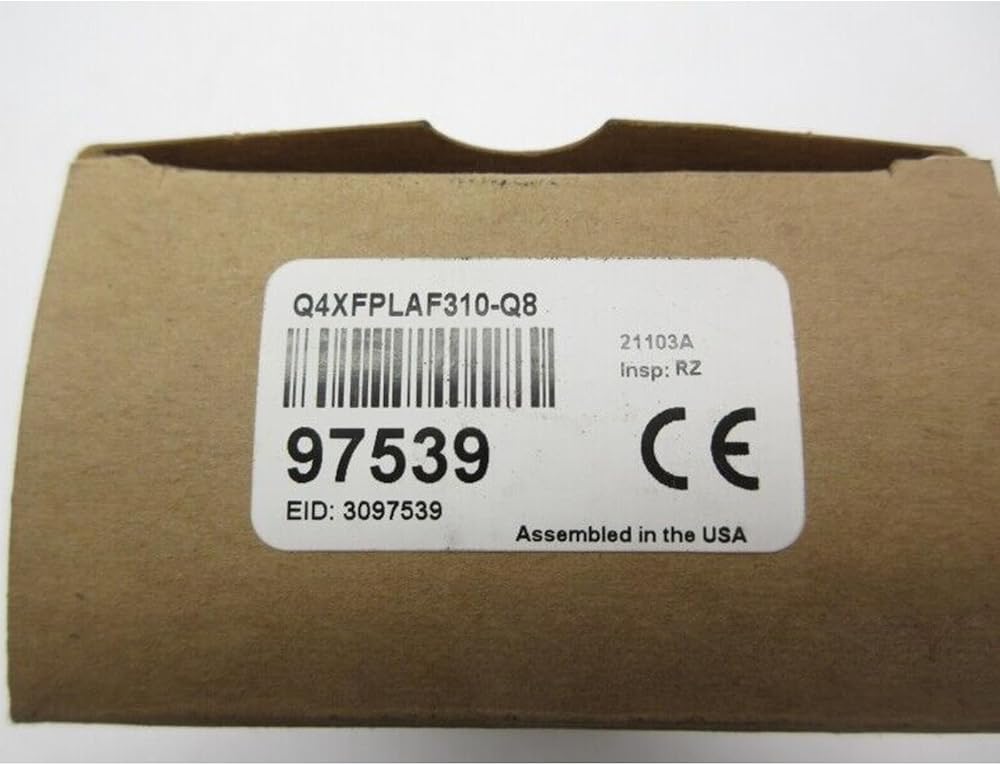 Q4XFPLAF310-Q8
21103A
Insp: RZ
97539
CE
EID: 3097539
Assembled in the USA